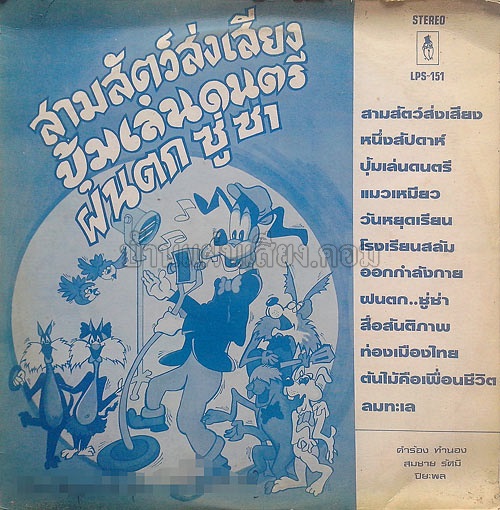 STEREO
LPS-151
สามสัตว์ส่งเสียง
ปุ้มเล่นดนตรี
ฝนตก ซู่ ซ่า
สามสัตว์ส่งเสียง
หนึ่งสัปดาห์
ปุ้มเล่นดนตรี
แมวเหมียว
วันหยุดเรียน
โรงเรียนสลัม
ออกกำลังกาย
ฝนตก..ซู่ซ่า
สื่อสันติภาพ
ท่องเมืองไทย
ต้นไม้คือเพื่อนชีวิต
ลมทะเล
คำร้อง ทำนอง
สมชาย รัศมี
ปิยะพล